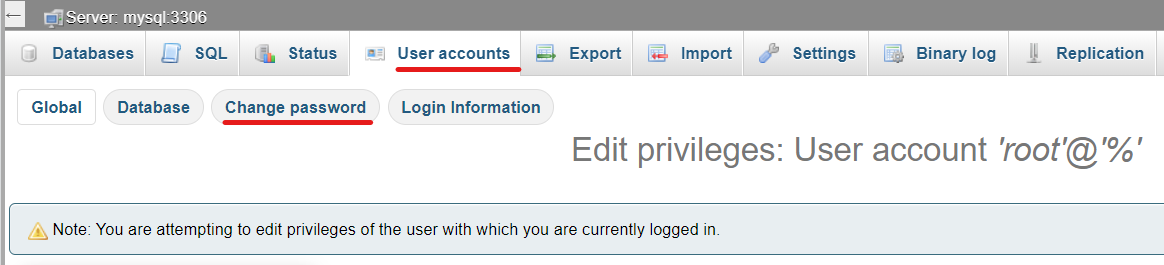 Server: mysql:3306
Databases SQL Status User accounts Export Import Settings Binary log Replication
Global Database Change password Login Information
Edit privileges: User account 'root'@'%'
Note: You are attempting to edit privileges of the user with which you are currently logged in.